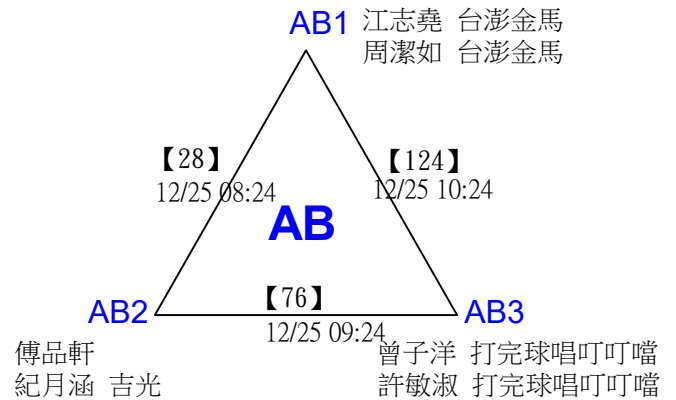 AB1 江志堯 台澎金馬
周潔如 台澎金馬
【28】
12/25 08:24
【124】
12/25 10:24
AB
AB2
【76】
12/25 09:24
AB3
傅品軒
紀月涵 吉光
曾子洋 打完球唱叮叮噹
許敏淑 打完球唱叮叮噹